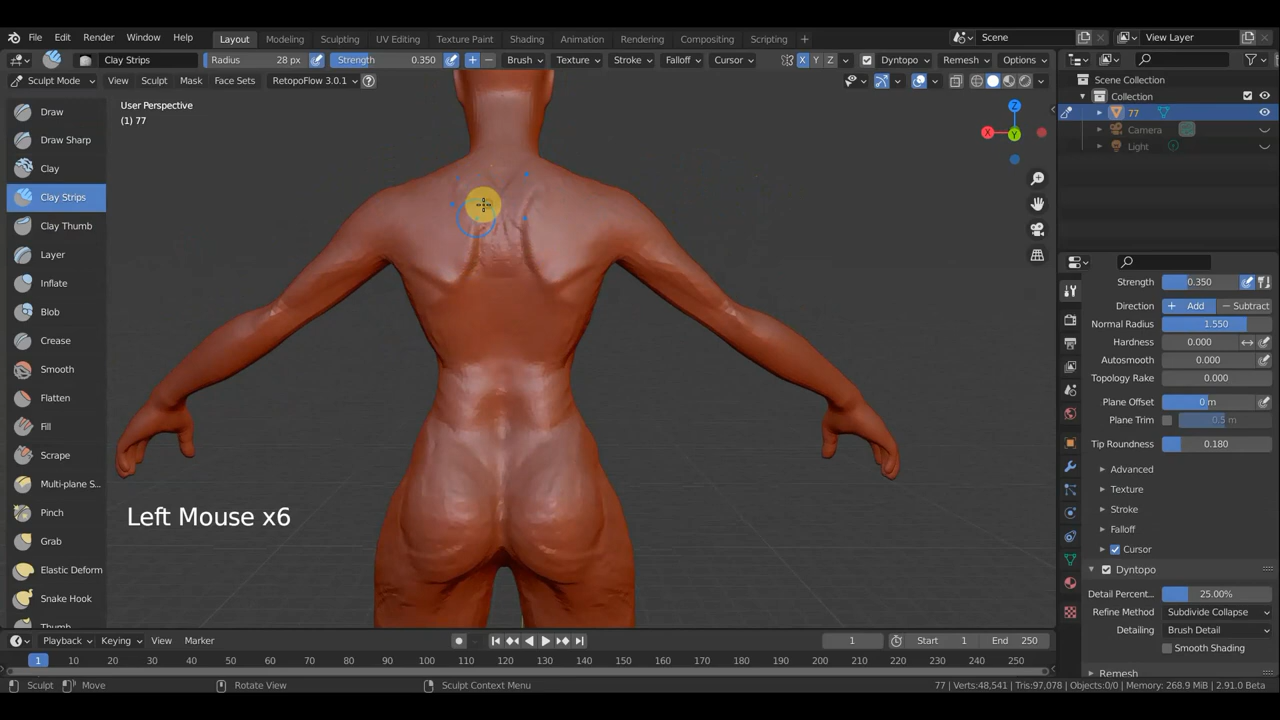 File Edit Render Window Help Layout Modeling Sculpting UV Editing Texture Paint Shading Animation Rendering Compositing Scripting + Scene View Layer
Clay Strips Radius 28 px Strength 0.350 + − Brush Texture Stroke Falloff Cursor X Y Z Dyntopo Remesh Options
Sculpt Mode View Sculpt Mask Face Sets RetopoFlow 3.0.1 ?
Scene Collection
Collection
77
Camera
Light
User Perspective
(1) 77
Z
X
Y
Draw
Draw Sharp
Clay
Clay Strips
Clay Thumb
Layer
Inflate
Blob
Crease
Smooth
Flatten
Fill
Scrape
Multi-plane S...
Pinch
Grab
Elastic Deform
Snake Hook
Thumb
Left Mouse x6
Strength 0.350
Direction + Add − Subtract
Normal Radius 1.550
Hardness 0.000
Autosmooth 0.000
Topology Rake 0.000
Plane Offset 0 m
Plane Trim 0.5 m
Tip Roundness 0.180
Advanced
Texture
Stroke
Falloff
Cursor
Dyntopo
Detail Percent... 25.00%
Refine Method Subdivide Collapse
Detailing Brush Detail
Smooth Shading
Remesh
Playback Keying View Marker 1 Start 1 End 250
1 10 20 30 40 50 60 70 80 90 100 110 120 130 140 150 160 170 180 190 200 210 220 230 240 250
Sculpt Move Rotate View Sculpt Context Menu 77 | Verts:48,541 | Tris:97,078 | Objects:0/0 | Memory: 268.9 MiB | 2.91.0 Beta